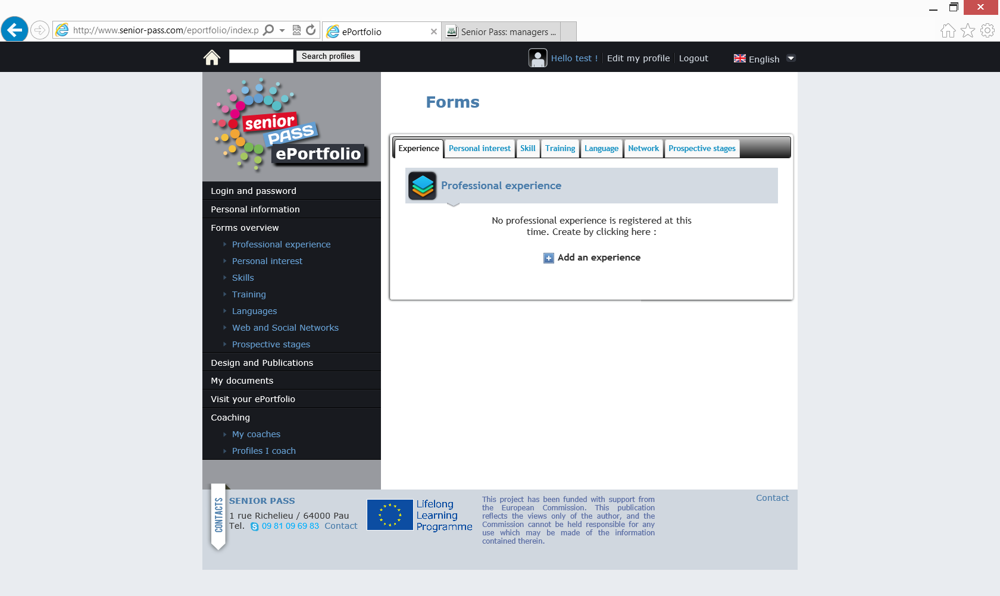 http://www.senior-pass.com/eportfolio/index.p
ePortfolio
Senior Pass: managers ...
Search profiles
Hello test !
Edit my profile
Logout
English
senior
PASS
ePortfolio
Login and password
Personal information
Forms overview
Professional experience
Personal interest
Skills
Training
Languages
Web and Social Networks
Prospective stages
Design and Publications
My documents
Visit your ePortfolio
Coaching
My coaches
Profiles I coach
Forms
Experience
Personal interest
Skill
Training
Language
Network
Prospective stages
Professional experience
No professional experience is registered at this
time. Create by clicking here :
Add an experience
CONTACTS
SENIOR PASS
1 rue Richelieu / 64000 Pau
Tel. 09 81 09 69 83 Contact
Lifelong
Learning
Programme
This project has been funded with support from
the European Commission. This publication
reflects the views only of the author, and the
Commission cannot be held responsible for any
use which may be made of the information
contained therein.
Contact